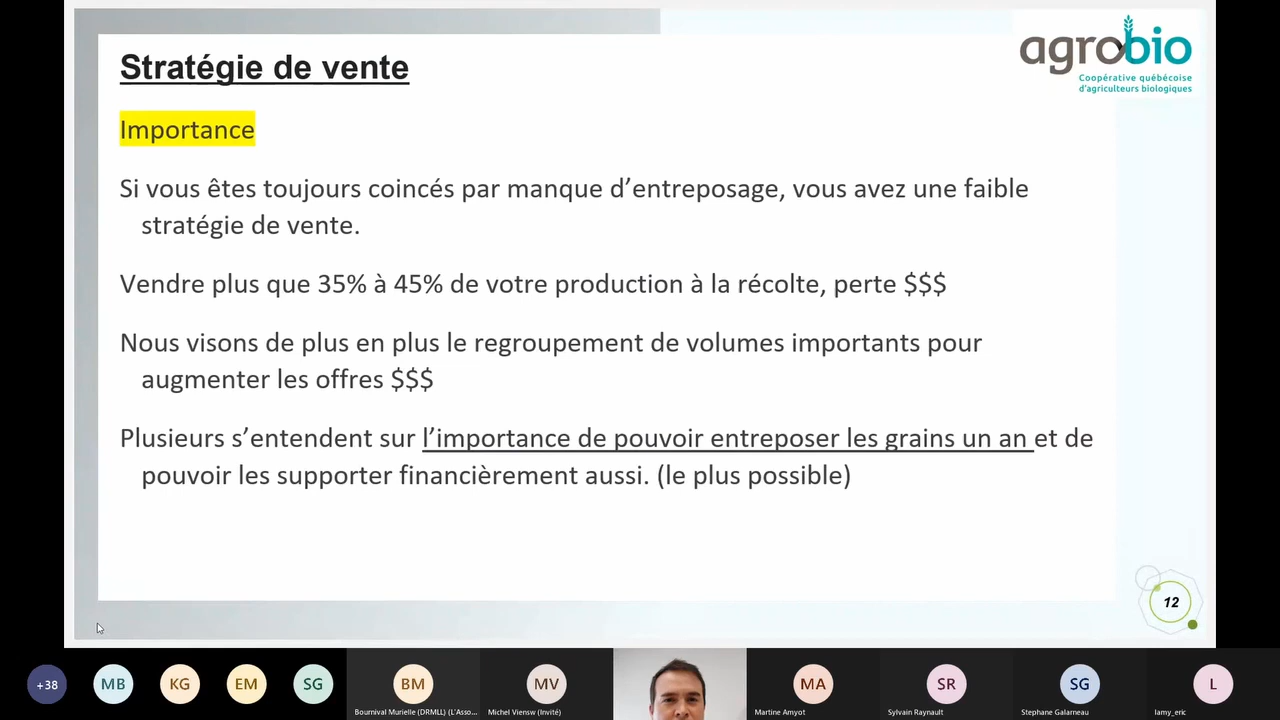 Stratégie de vente
agrobio
Coopérative québécoise
d'agriculteurs biologiques
Importance
Si vous êtes toujours coincés par manque d’entreposage, vous avez une faible
stratégie de vente.
Vendre plus que 35% à 45% de votre production à la récolte, perte $$$
Nous visons de plus en plus le regroupement de volumes importants pour
augmenter les offres $$$
Plusieurs s’entendent sur l’importance de pouvoir entreposer les grains un an et de
pouvoir les supporter financièrement aussi. (le plus possible)
12
+38
MB
KG
EM
SG
BM
MV
MA
SR
SG
L
Bournival Murielle (DRMLL) (L'Asso...
Michel Viensw (Invité)
Martine Amyot
Sylvain Raynault
Stephane Galarneau
lamy_eric